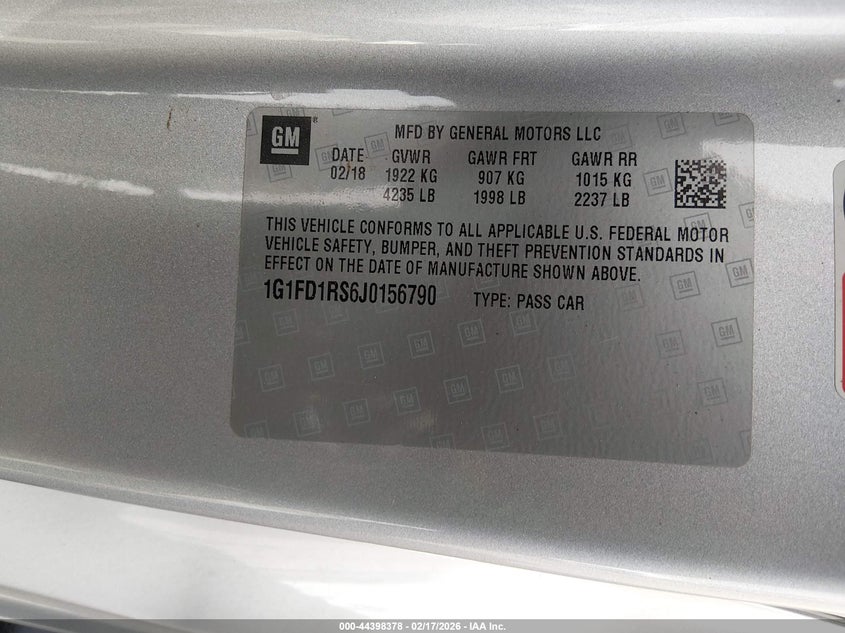 GM
MFD BY GENERAL MOTORS LLC
DATE GVWR GAWR FRT GAWR RR
02/18 1922 KG 907 KG 1015 KG
4235 LB 1998 LB 2237 LB
THIS VEHICLE CONFORMS TO ALL APPLICABLE U.S. FEDERAL MOTOR
VEHICLE SAFETY, BUMPER, AND THEFT PREVENTION STANDARDS IN
EFFECT ON THE DATE OF MANUFACTURE SHOWN ABOVE.
1G1FD1RS6J0156790 TYPE: PASS CAR
000-44398378 - 02/17/2026 - IAA Inc.